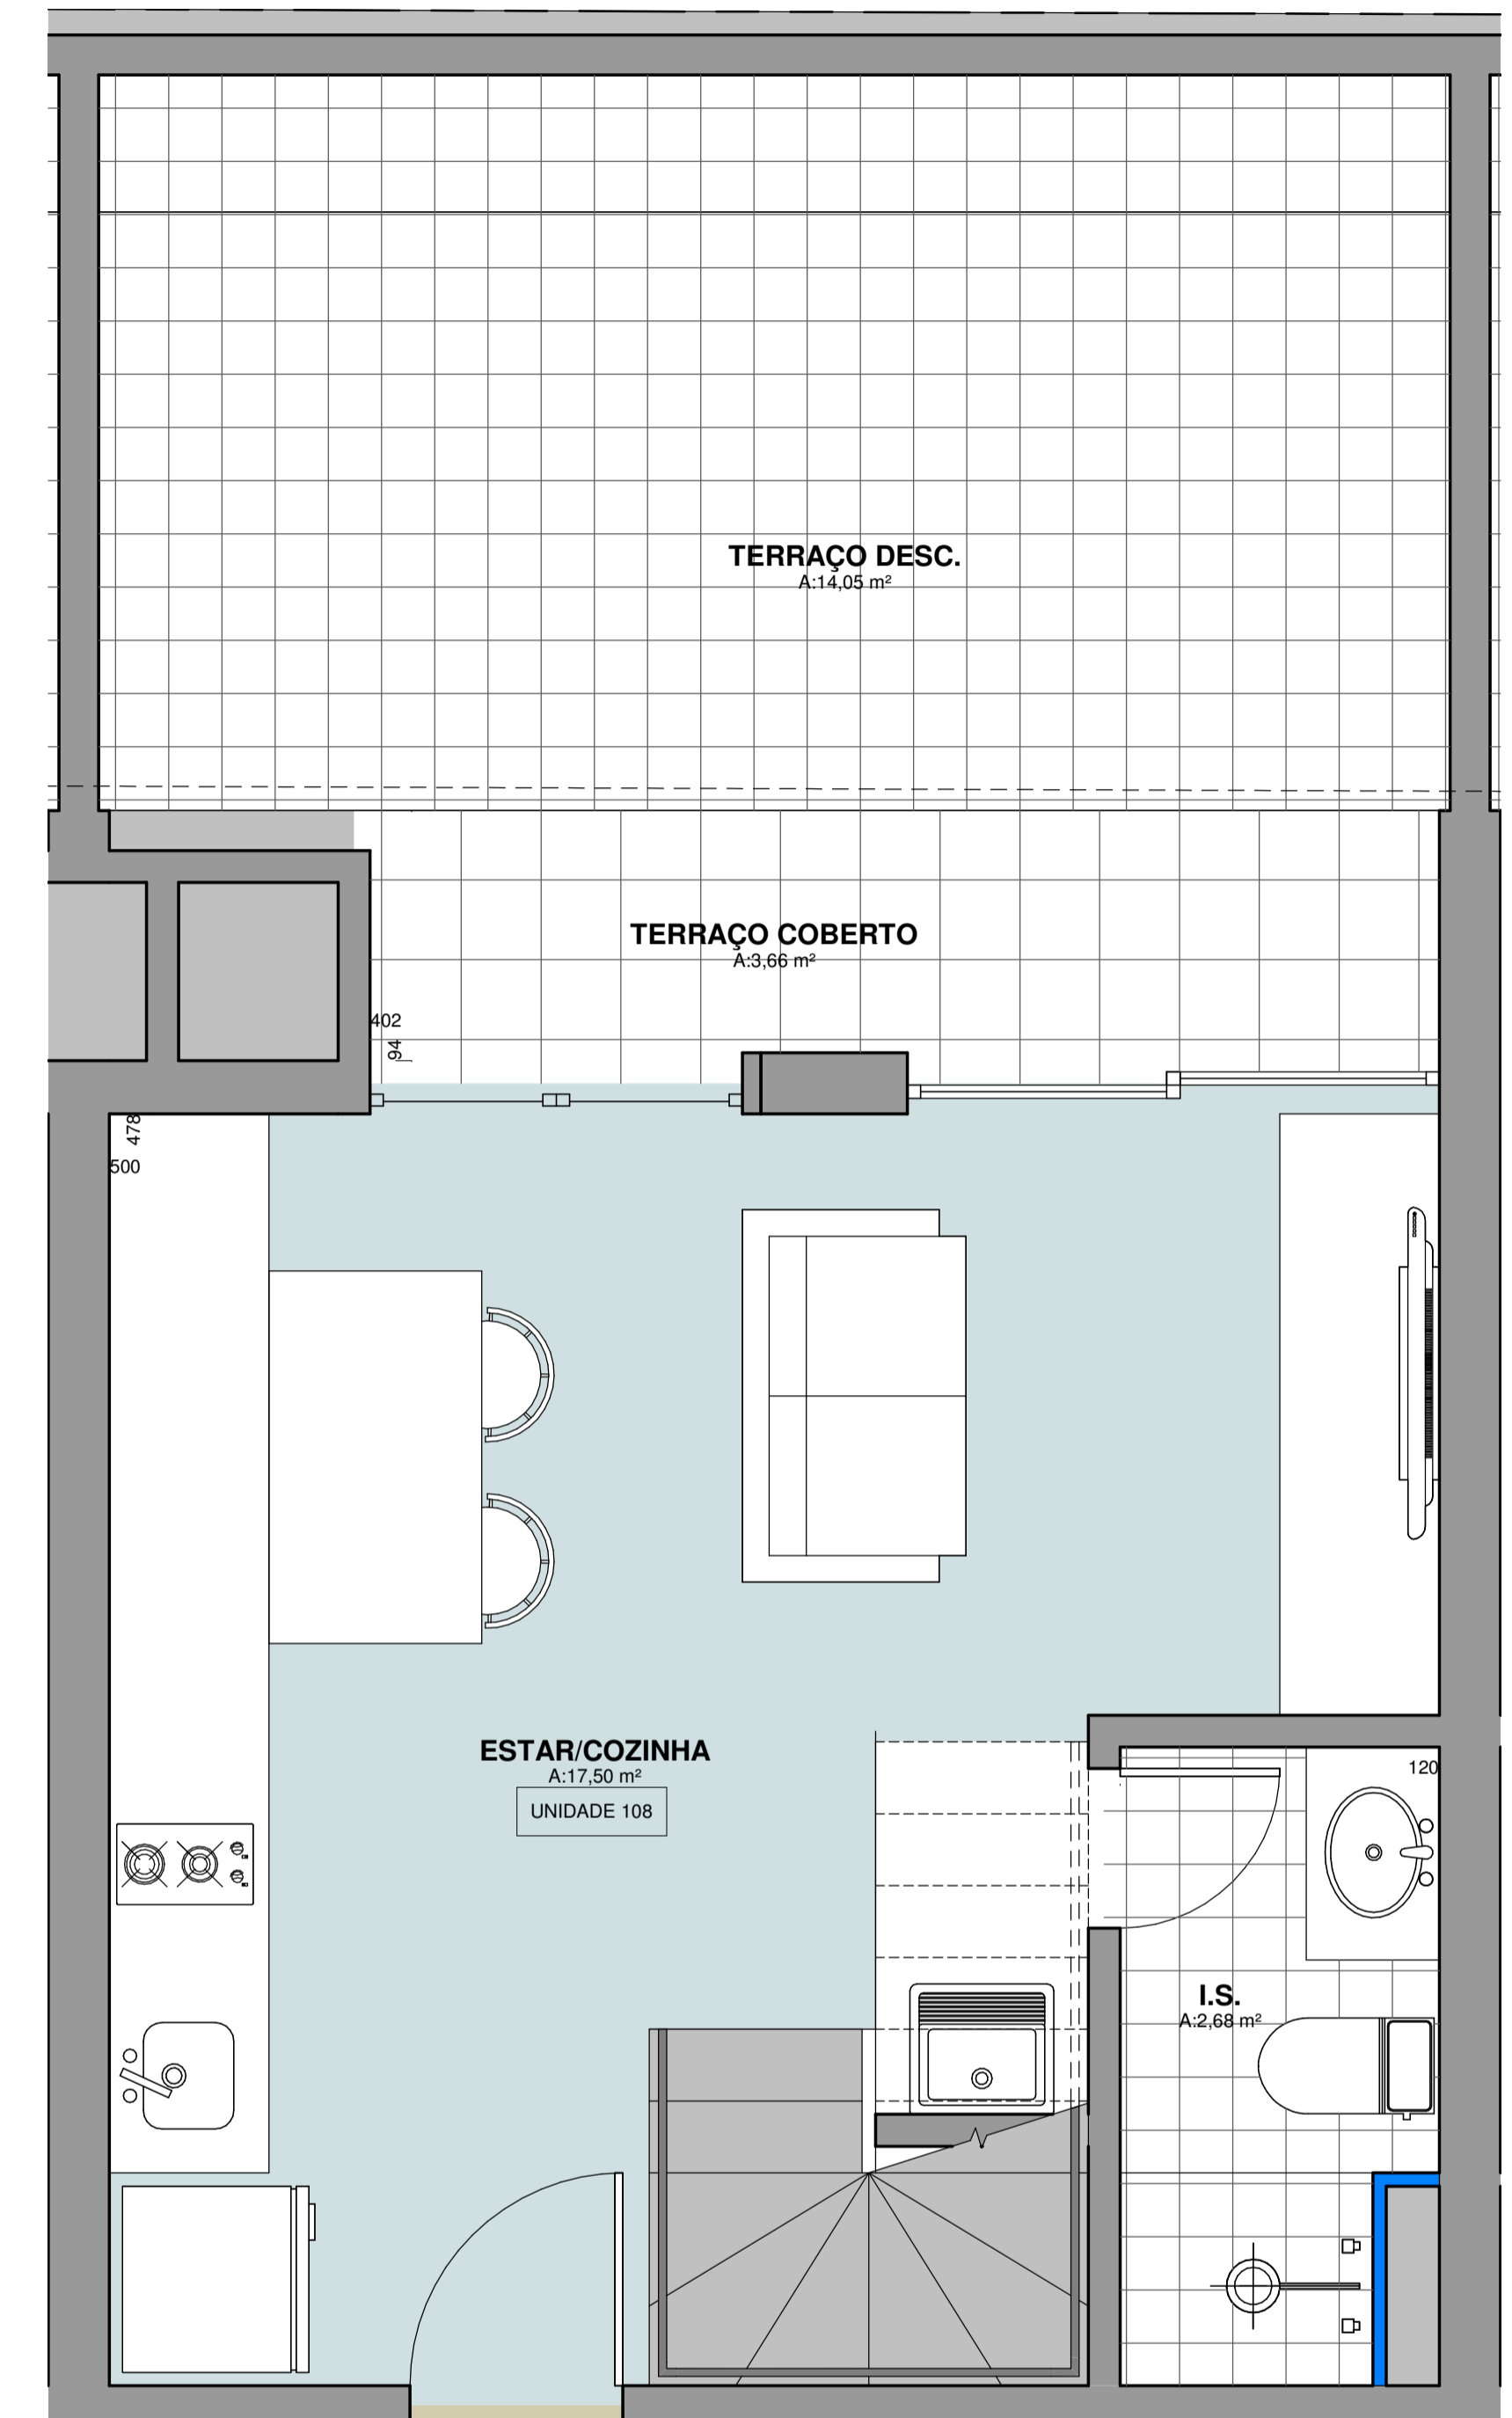 TERRAÇO DESC.
A:14,05 m²
TERRAÇO COBERTO
A:3,66 m²
402
94
478
500
ESTAR/COZINHA
A:17,50 m²
UNIDADE 108
120
I.S.
A:2,68 m²